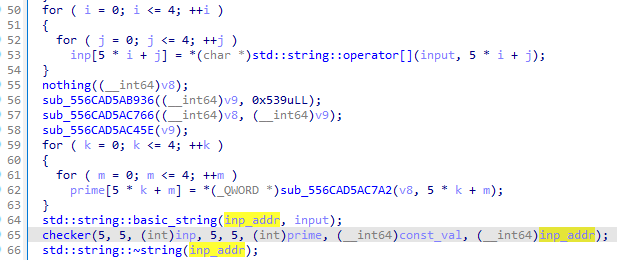 50 for ( i = 0; i <= 4; ++i )
51 {
52 for ( j = 0; j <= 4; ++j )
53 inp[5 * i + j] = *(char *)std::string::operator[](input, 5 * i + j);
54 }
55 nothing((__int64)v8);
56 sub_556CAD5AB936((__int64)v9, 0x539uLL);
57 sub_556CAD5AC766((__int64)v8, (__int64)v9);
58 sub_556CAD5AC45E(v9);
59 for ( k = 0; k <= 4; ++k )
60 {
61 for ( m = 0; m <= 4; ++m )
62 prime[5 * k + m] = *(_QWORD *)sub_556CAD5AC7A2(v8, 5 * k + m);
63 }
64 std::string::basic_string(inp_addr, input);
65 checker(5, 5, (int)inp, 5, 5, (int)prime, (__int64)const_val, (__int64)inp_addr);
66 std::string::~string(inp_addr);